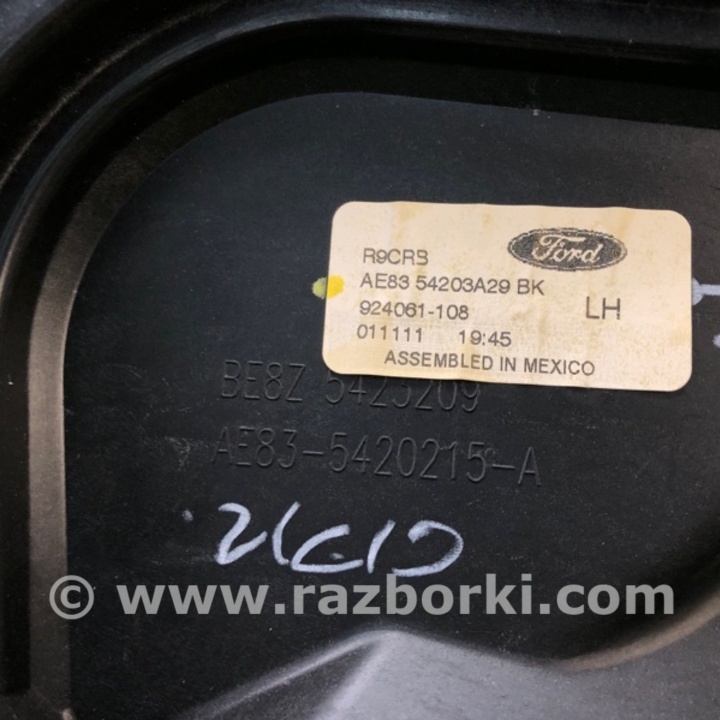 R9CRB
Ford
AE83 54203A29 BK
924061-108
LH
011111 19:45
ASSEMBLED IN MEXICO
BE8Z 5423209
AE83-5420215-A
© www.razborki.com